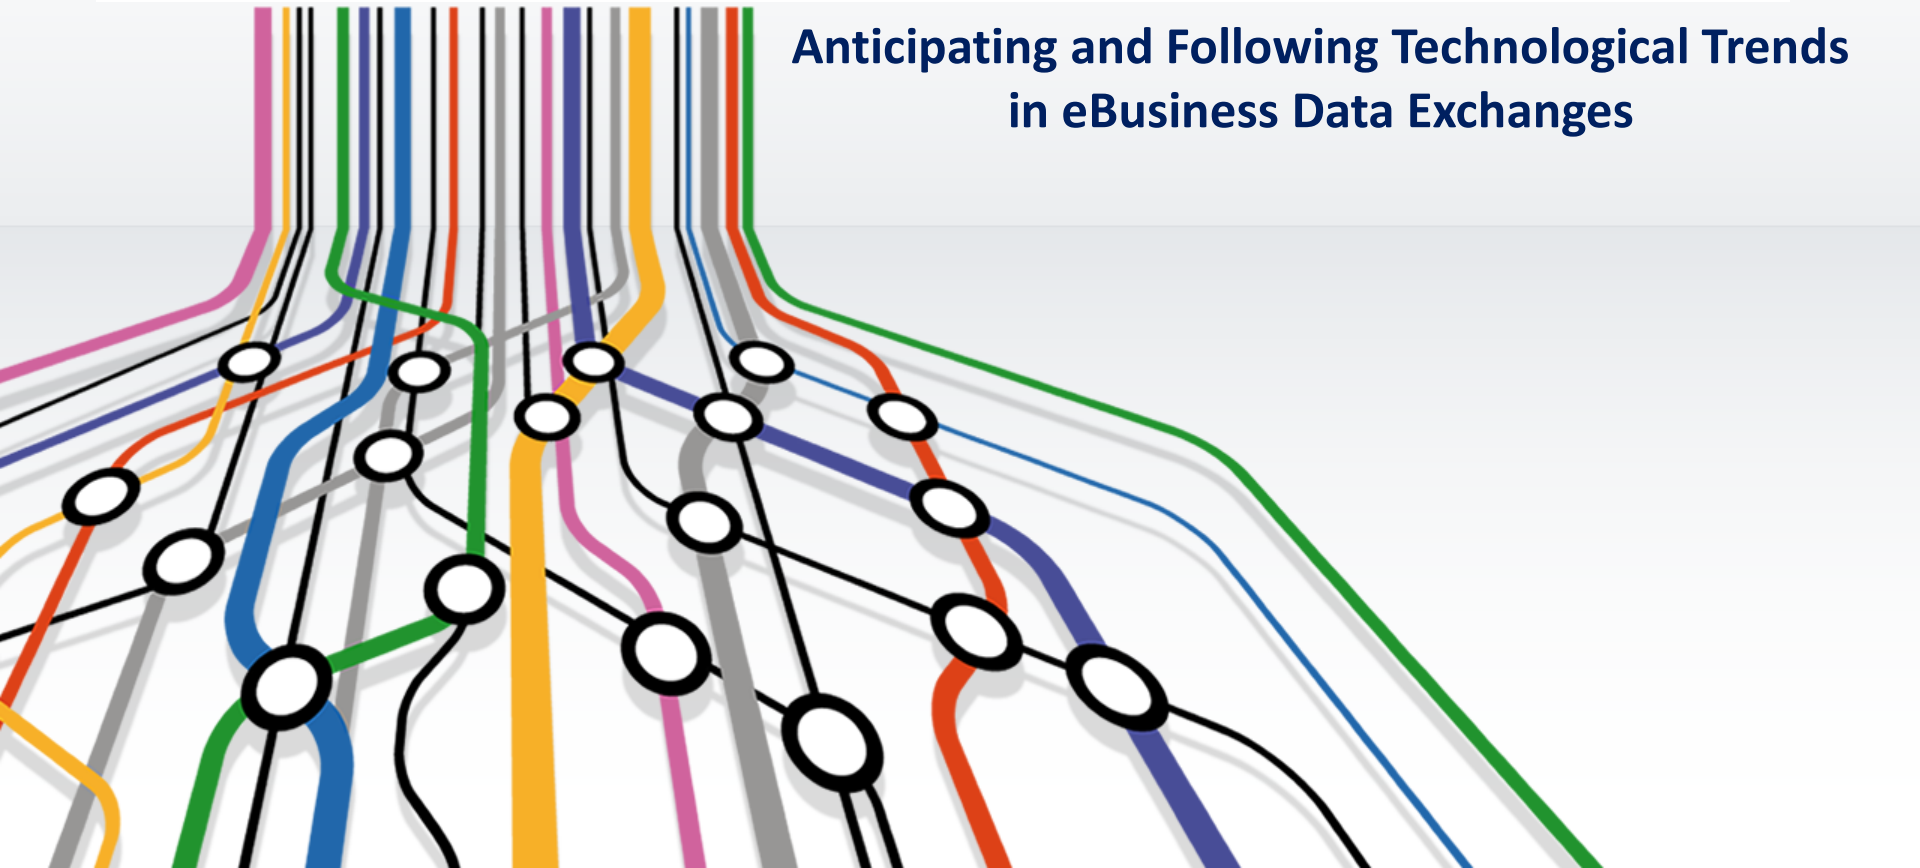 Anticipating and Following Technological Trends
in eBusiness Data Exchanges